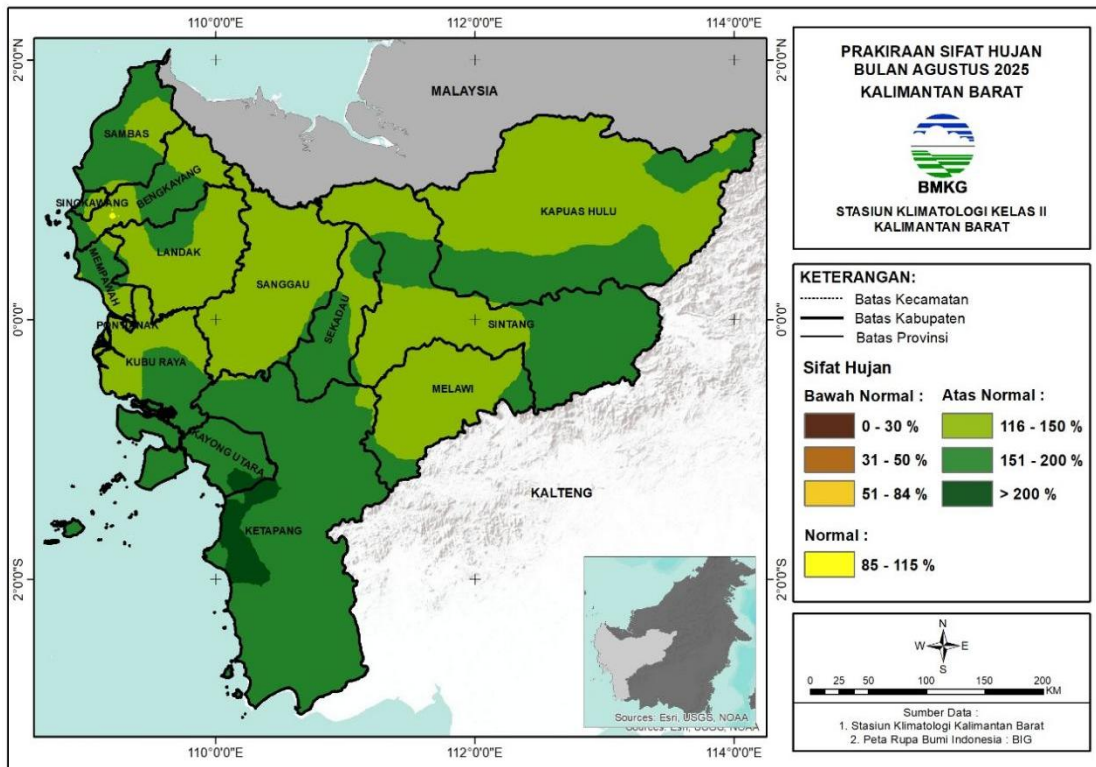 110°0'0"E
112°0'0"E
114°0'0"E
2°0'0"N
2°0'0"N
MALAYSIA
SAMBAS
BENGKAYANG
SINGKAWANG
KAPUAS HULU
LANDAK
MEMPAWAH
SANGGAU
SEKADAU
SINTANG
PONTIANAK
0°0'0"
0°0'0"
KUBU RAYA
MELAWI
KAYONG UTARA
KALTENG
KETAPANG
2°0'0"S
2°0'0"S
Sources: Esri, USGS, NOAA
Sources: Esri, USGS, NOAA
110°0'0"E
112°0'0"E
114°0'0"E
PRAKIRAAN SIFAT HUJAN
BULAN AGUSTUS 2025
KALIMANTAN BARAT
BMKG
STASIUN KLIMATOLOGI KELAS II
KALIMANTAN BARAT
KETERANGAN:
Batas Kecamatan
Batas Kabupaten
Batas Provinsi
Sifat Hujan
Bawah Normal :
0 - 30 %
31 - 50 %
51 - 84 %
Atas Normal :
116 - 150 %
151 - 200 %
> 200 %
Normal :
85 - 115 %
N
W E
S
0 25 50 100 150 200
KM
Sumber Data :
1. Stasiun Klimatologi Kalimantan Barat
2. Peta Rupa Bumi Indonesia : BIG